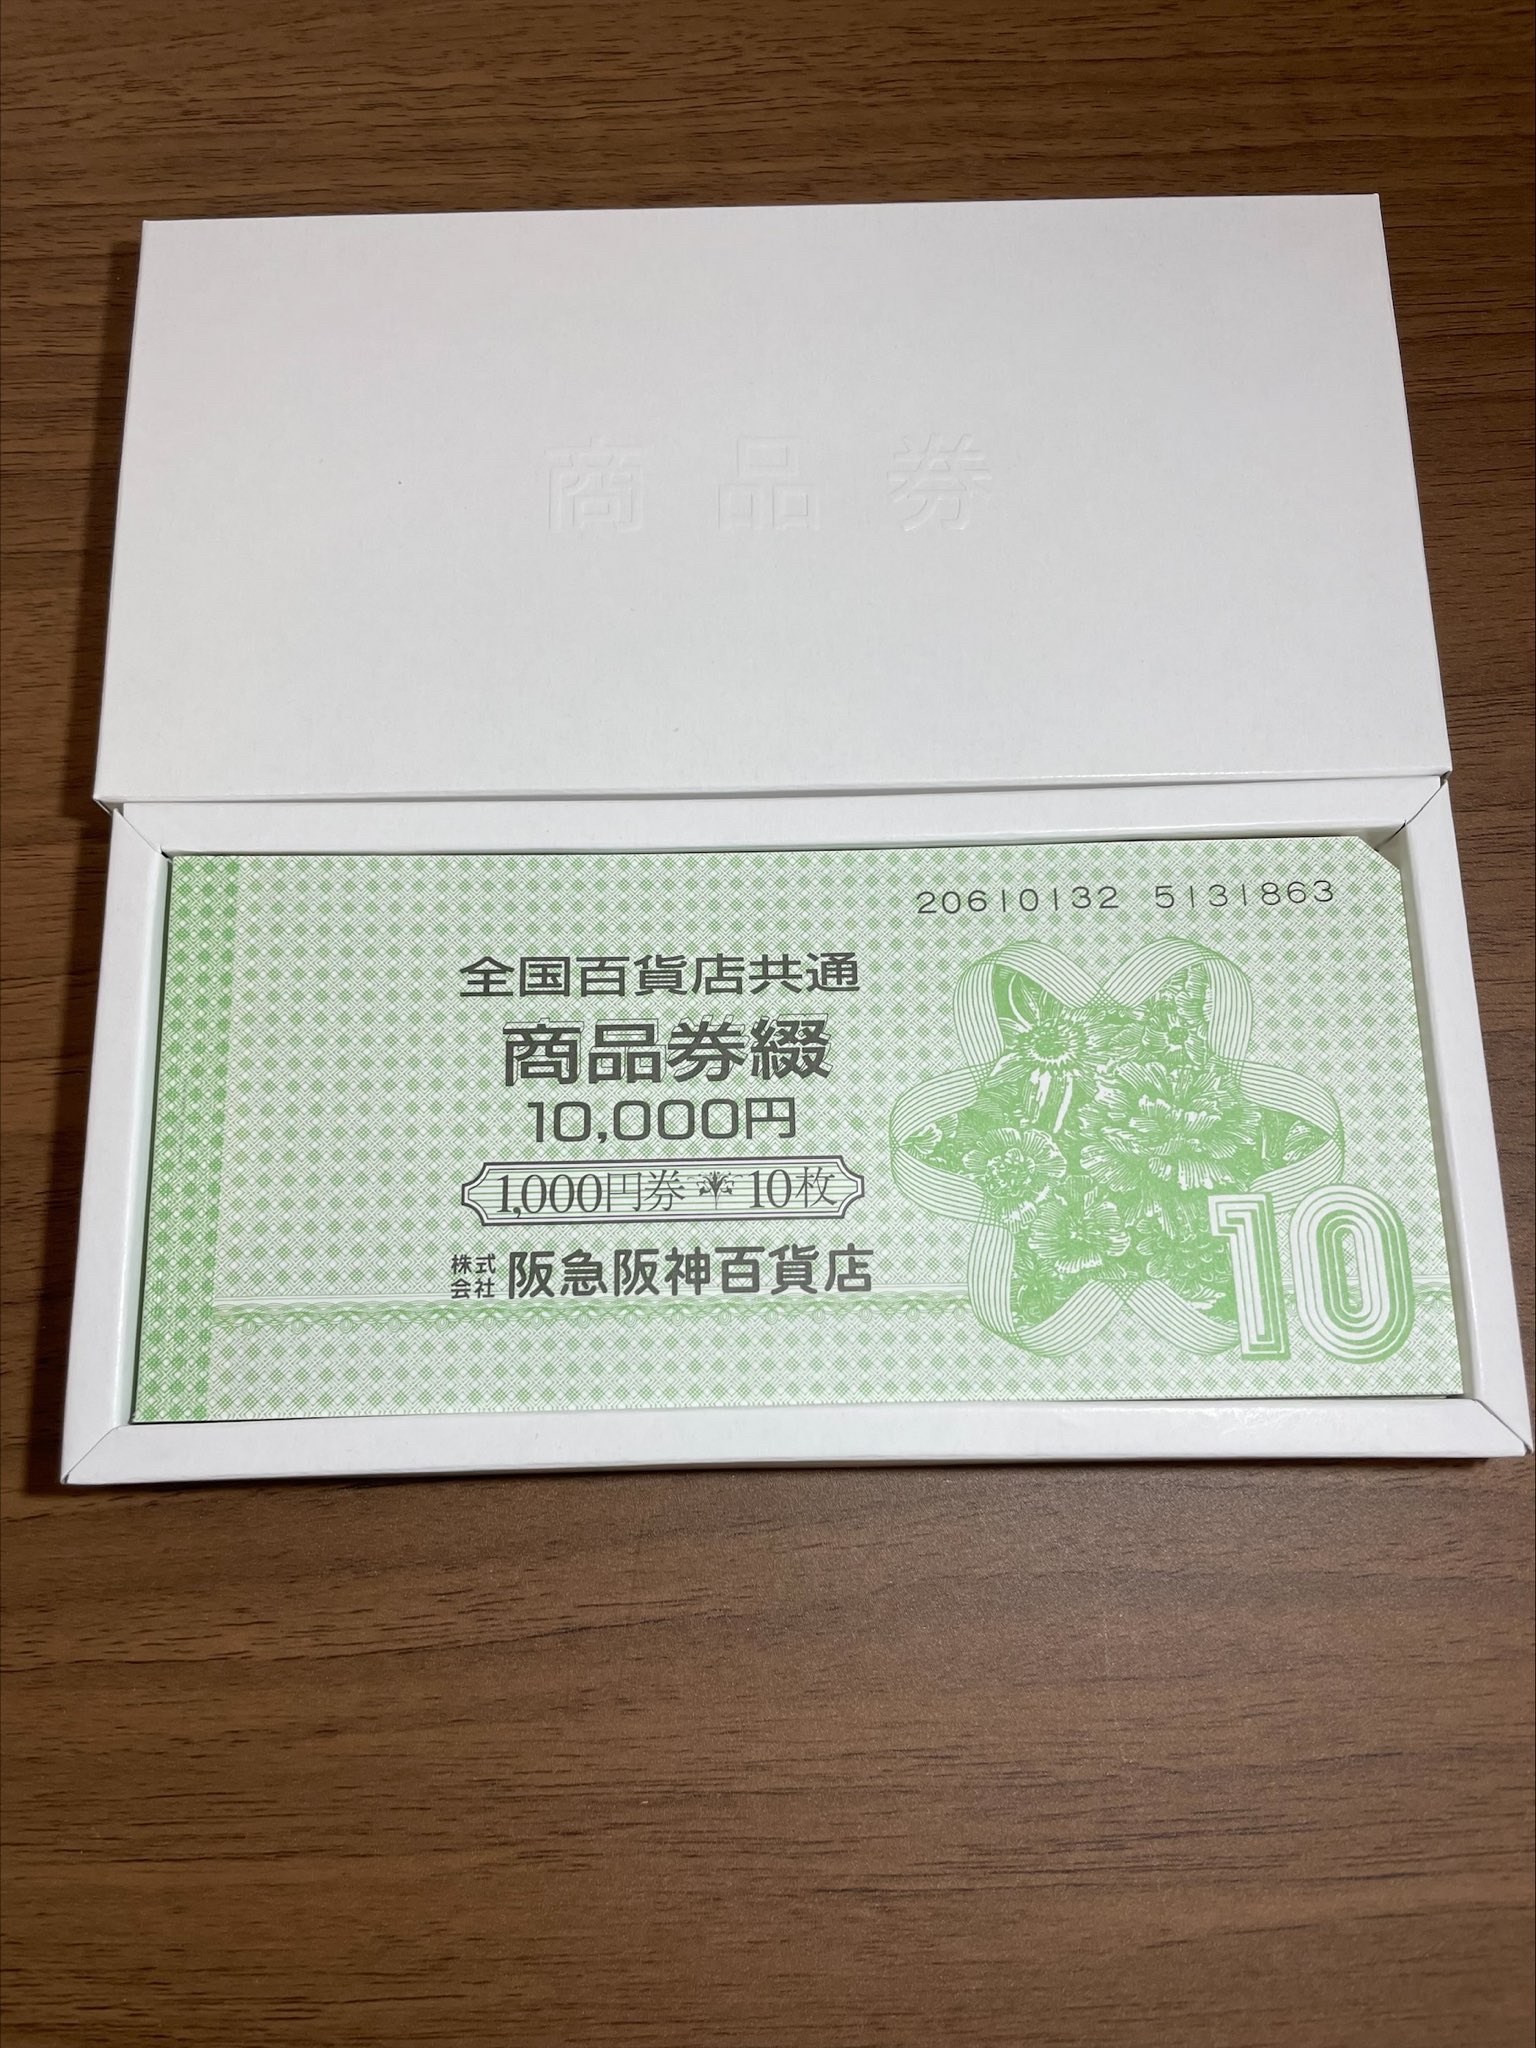 商品券
20610132 5131863
全国百貨店共通
商品券綴
10,000円
1,000円券 10枚
株式会社 阪急阪神百貨店
10